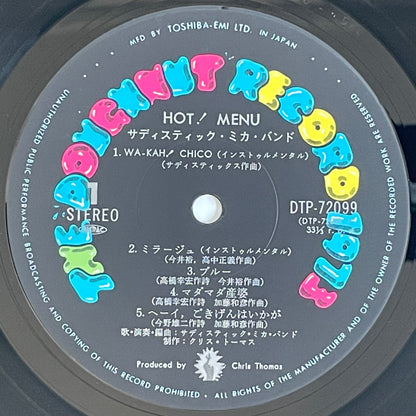 MFD BY TOSHIBA-EMI LTD. IN JAPAN
DOUGHNUT RECORD
HOT! MENU
サディスティック・ミカ・バンド
1. WA-KAH! CHICO (インストゥルメンタル)
(サディスティックス作曲)
1
STEREO
DTP-72099
(DTP-72
33⅓ r.p.
2. ミラージュ (インストゥルメンタル)
(今井裕、高中正義作曲)
3. ブルー
(高橋幸宏作詩 今井裕作曲)
4. マダマダ産婆
(高橋幸宏作詩 加藤和彦作曲)
5. ヘーイ,ごきげんはいかが
(今野雄二作詩 加藤和彦作曲)
歌・演奏・編曲:サディスティック・ミカ・バンド
制作:クリス・トーマス
Produced by Chris Thomas
ALL RIGHTS OF THE MANUFACTURER AND OF THE OWNER OF THE RECORDED WORK RESERVED
UNAUTHORIZED PUBLIC PERFORMANCE BROADCASTING AND COPYING OF THIS RECORD PROHIBITED •